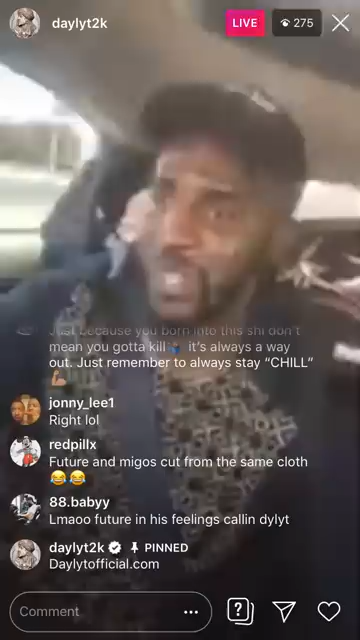 daylyt2k
LIVE
275
Just because you born into this shi don't
mean you gotta kill🔫 it's always a way
out. Just remember to always stay “CHILL”
💪🏾
jonny_lee1
Right lol
redpillx
Future and migos cut from the same cloth
😂😂
88.babyy
Lmaoo future in his feelings callin dylyt
daylyt2k PINNED
Daylytofficial.com
Comment